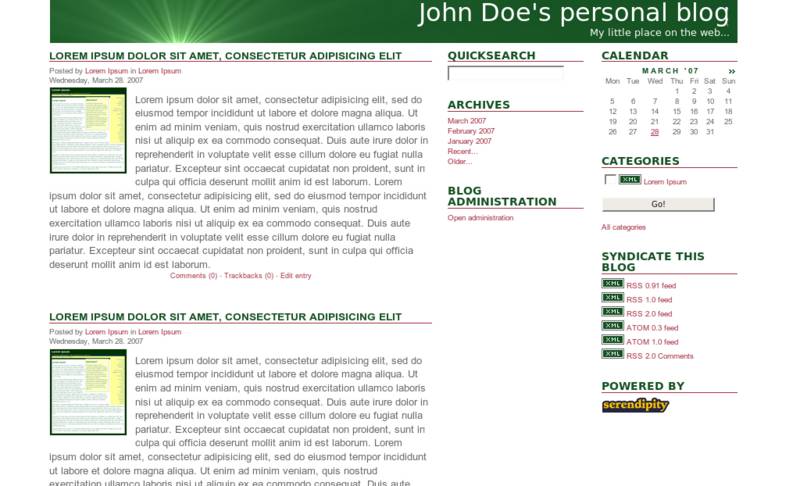 John Doe's personal blog
My little place on the web...
LOREM IPSUM DOLOR SIT AMET, CONSECTETUR ADIPISICING ELIT
Posted by Lorem Ipsum in Lorem Ipsum
Wednesday, March 28. 2007
Lorem ipsum dolor sit amet, consectetur adipisicing elit, sed do
eiusmod tempor incididunt ut labore et dolore magna aliqua. Ut
enim ad minim veniam, quis nostrud exercitation ullamco laboris
nisi ut aliquip ex ea commodo consequat. Duis aute irure dolor in
reprehenderit in voluptate velit esse cillum dolore eu fugiat nulla
pariatur. Excepteur sint occaecat cupidatat non proident, sunt in
culpa qui officia deserunt mollit anim id est laborum. Lorem
ipsum dolor sit amet, consectetur adipisicing elit, sed do eiusmod tempor incididunt
ut labore et dolore magna aliqua. Ut enim ad minim veniam, quis nostrud
exercitation ullamco laboris nisi ut aliquip ex ea commodo consequat. Duis aute
irure dolor in reprehenderit in voluptate velit esse cillum dolore eu fugiat nulla
pariatur. Excepteur sint occaecat cupidatat non proident, sunt in culpa qui officia
deserunt mollit anim id est laborum.
Comments (0) - Trackbacks (0) - Edit entry
LOREM IPSUM DOLOR SIT AMET, CONSECTETUR ADIPISICING ELIT
Posted by Lorem Ipsum in Lorem Ipsum
Wednesday, March 28. 2007
Lorem ipsum dolor sit amet, consectetur adipisicing elit, sed do
eiusmod tempor incididunt ut labore et dolore magna aliqua. Ut
enim ad minim veniam, quis nostrud exercitation ullamco laboris
nisi ut aliquip ex ea commodo consequat. Duis aute irure dolor in
reprehenderit in voluptate velit esse cillum dolore eu fugiat nulla
pariatur. Excepteur sint occaecat cupidatat non proident, sunt in
culpa qui officia deserunt mollit anim id est laborum. Lorem
ipsum dolor sit amet, consectetur adipisicing elit, sed do eiusmod tempor incididunt
ut labore et dolore magna aliqua. Ut enim ad minim veniam, quis nostrud
exercitation ullamco laboris nisi ut aliquip ex ea commodo consequat. Duis aute
QUICKSEARCH
ARCHIVES
March 2007
February 2007
January 2007
Recent...
Older...
BLOG
ADMINISTRATION
Open administration
CALENDAR
MARCH '07 »
Mon Tue Wed Thu Fri Sat Sun
1 2 3 4
5 6 7 8 9 10 11
12 13 14 15 16 17 18
19 20 21 22 23 24 25
26 27 28 29 30 31
CATEGORIES
XML Lorem Ipsum
Go!
All categories
SYNDICATE THIS
BLOG
XML RSS 0.91 feed
XML RSS 1.0 feed
XML RSS 2.0 feed
XML ATOM 0.3 feed
XML ATOM 1.0 feed
XML RSS 2.0 Comments
POWERED BY
serendipity